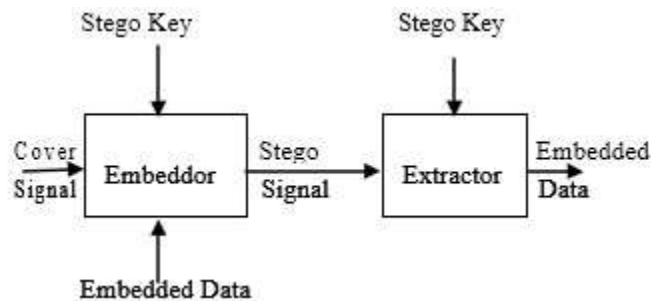 Stego Key
Stego Key
Cover
Signal
Embeddor
Stego
Signal
Extractor
Embedded
Data
Embedded Data